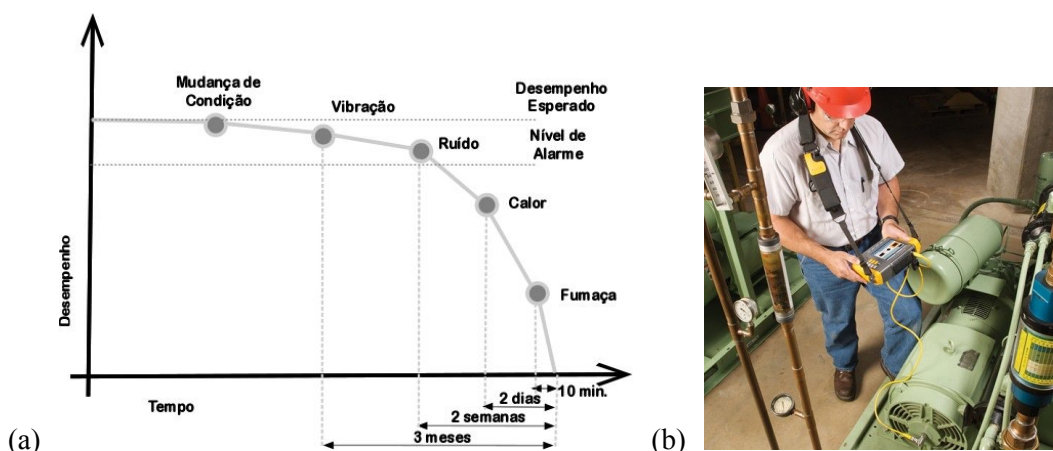 Mudança de
Condição
Vibração
Desempenho
Esperado
Ruído
Nível de
Alarme
Calor
Fumaça
Desempenho
Tempo
10 min.
2 dias
2 semanas
3 meses
(a)
(b)